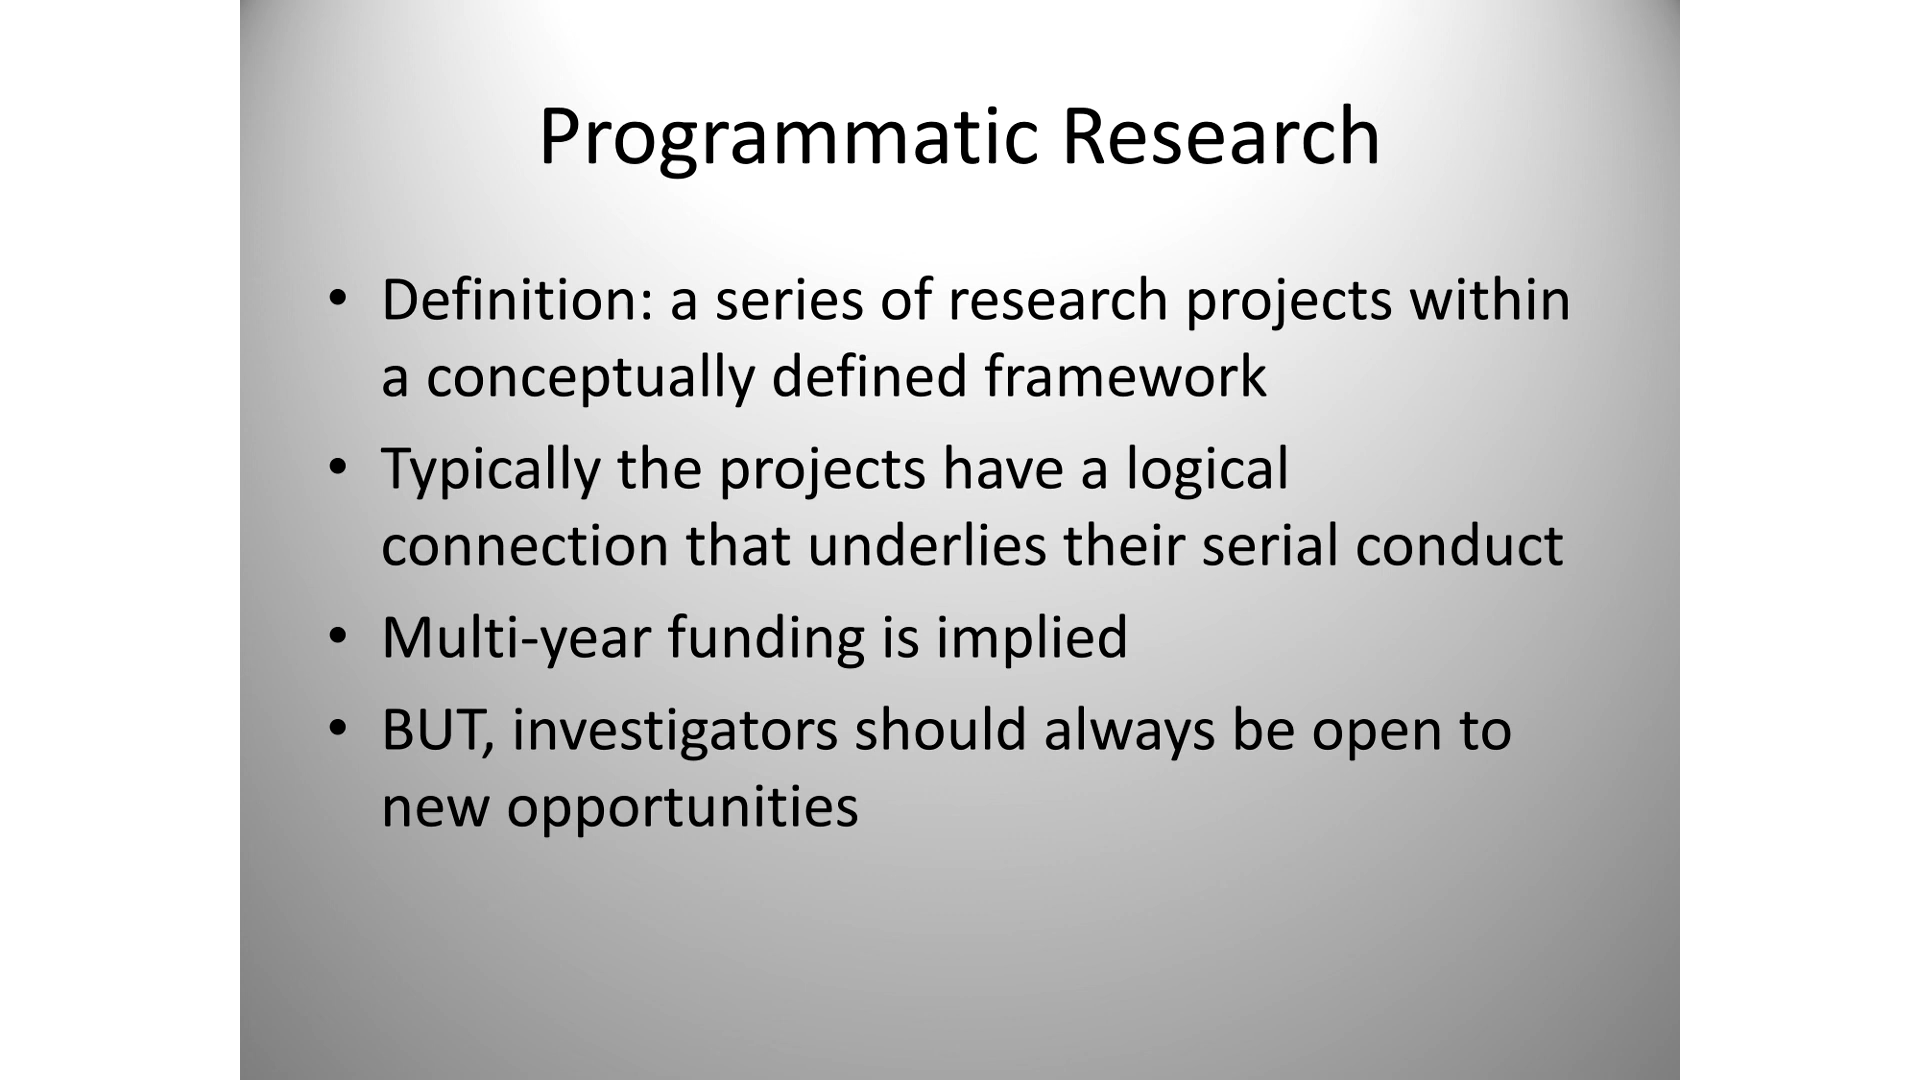 Programmatic Research
• Definition: a series of research projects within
a conceptually defined framework
• Typically the projects have a logical
connection that underlies their serial conduct
• Multi-year funding is implied
• BUT, investigators should always be open to
new opportunities